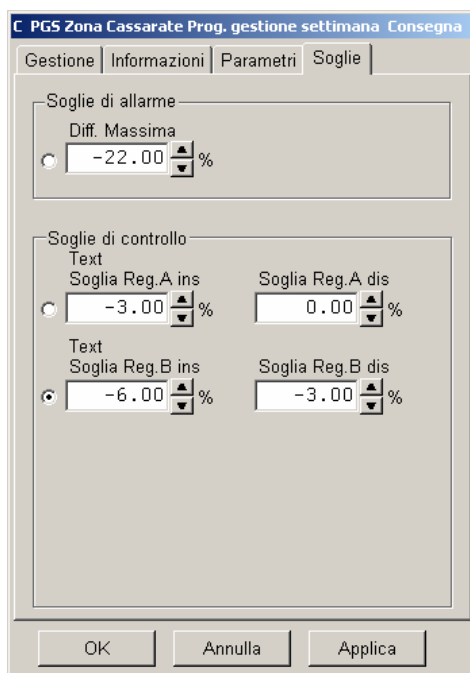 C PGS Zona Cassarate Prog. gestione settimana Consegna
Gestione Informazioni Parametri Soglie
Soglie di allarme
Diff. Massima
-22.00 %
Soglie di controllo
Text
Soglia Reg.A ins Soglia Reg.A dis
-3.00 % 0.00 %
Text
Soglia Reg.B ins Soglia Reg.B dis
-6.00 % -3.00 %
OK Annulla Applica